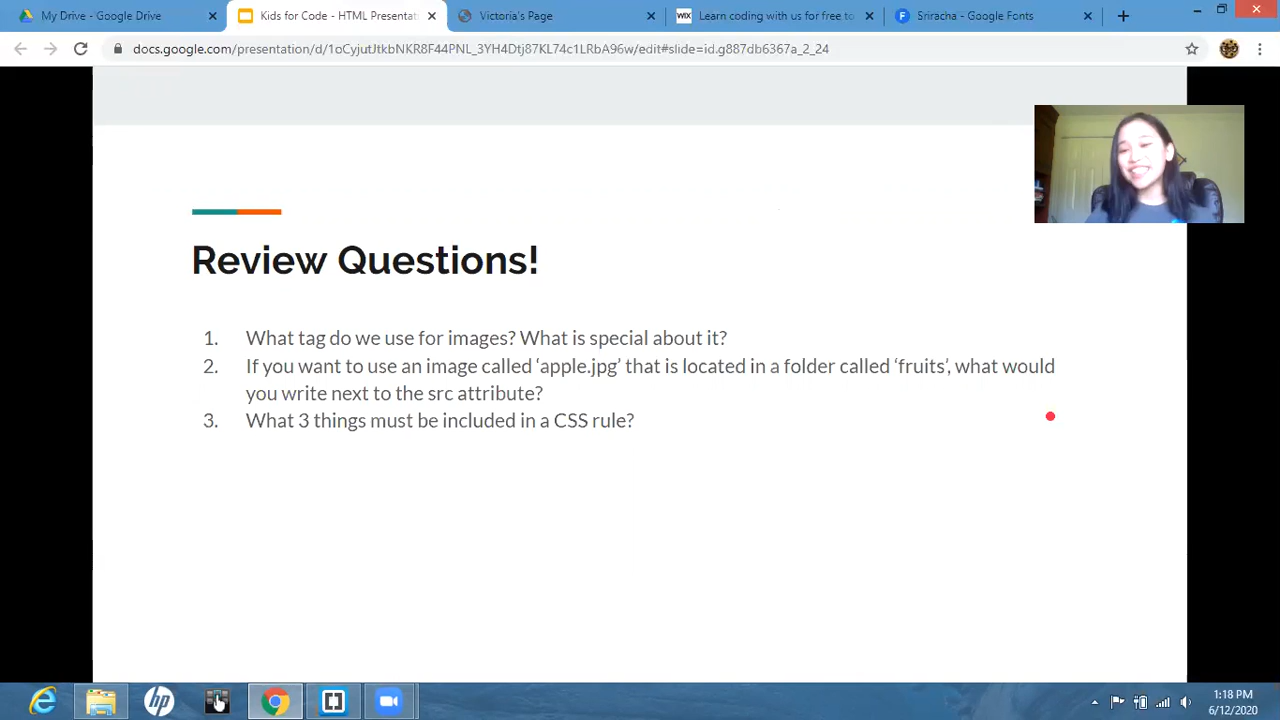 My Drive - Google Drive
Kids for Code - HTML Presentat
Victoria's Page
WIX
Learn coding with us for free to
F
Sriracha - Google Fonts
docs.google.com/presentation/d/1oCyjutJtkbNKR8F44PNL_3YH4Dtj87KL74c1LRbA96w/edit#slide=id.g887db6367a_2_24
Review Questions!
1. What tag do we use for images? What is special about it?
2. If you want to use an image called ‘apple.jpg’ that is located in a folder called ‘fruits’, what would
you write next to the src attribute?
3. What 3 things must be included in a CSS rule?
hp
1:18 PM
6/12/2020